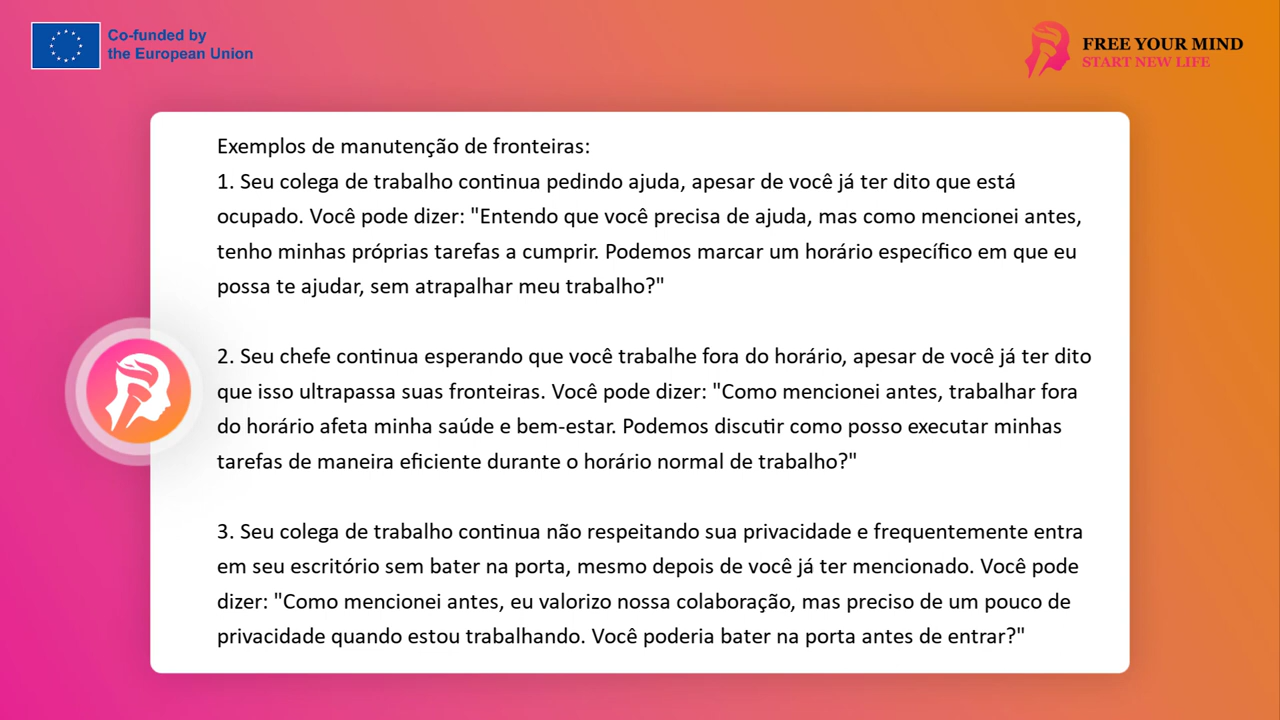 Co-funded by
the European Union
FREE YOUR MIND
START NEW LIFE
Exemplos de manutenção de fronteiras:
1. Seu colega de trabalho continua pedindo ajuda, apesar de você já ter dito que está
ocupado. Você pode dizer: "Entendo que você precisa de ajuda, mas como mencionei antes,
tenho minhas próprias tarefas a cumprir. Podemos marcar um horário específico em que eu
possa te ajudar, sem atrapalhar meu trabalho?"
2. Seu chefe continua esperando que você trabalhe fora do horário, apesar de você já ter dito
que isso ultrapassa suas fronteiras. Você pode dizer: "Como mencionei antes, trabalhar fora
do horário afeta minha saúde e bem-estar. Podemos discutir como posso executar minhas
tarefas de maneira eficiente durante o horário normal de trabalho?"
3. Seu colega de trabalho continua não respeitando sua privacidade e frequentemente entra
em seu escritório sem bater na porta, mesmo depois de você já ter mencionado. Você pode
dizer: "Como mencionei antes, eu valorizo nossa colaboração, mas preciso de um pouco de
privacidade quando estou trabalhando. Você poderia bater na porta antes de entrar?"